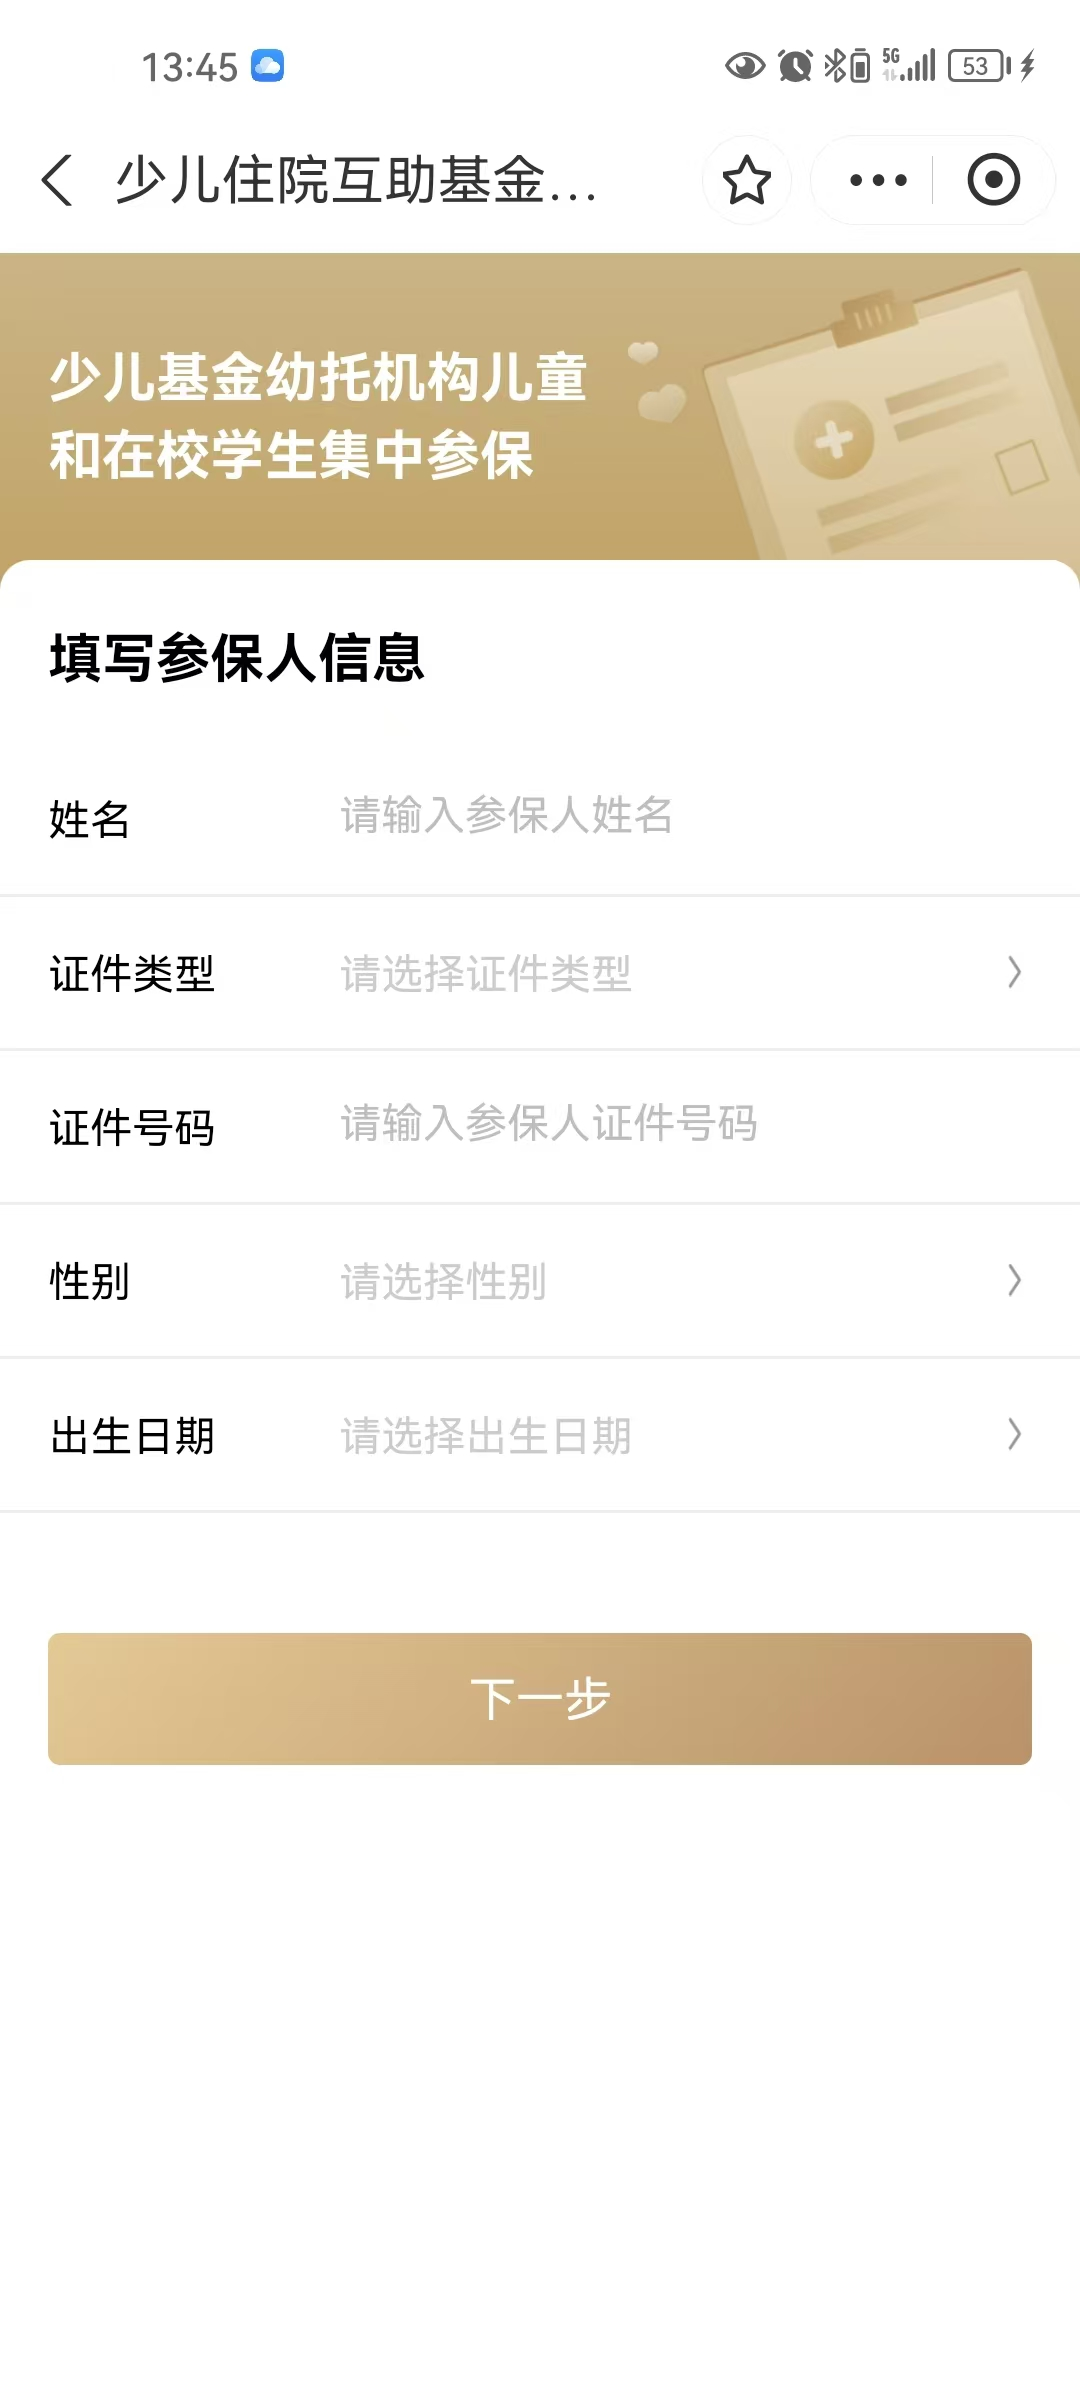 13:45
5G
53
少儿住院互助基金...
少儿基金幼托机构儿童
和在校学生集中参保
填写参保人信息
姓名 请输入参保人姓名
证件类型 请选择证件类型
证件号码 请输入参保人证件号码
性别 请选择性别
出生日期 请选择出生日期
下一步